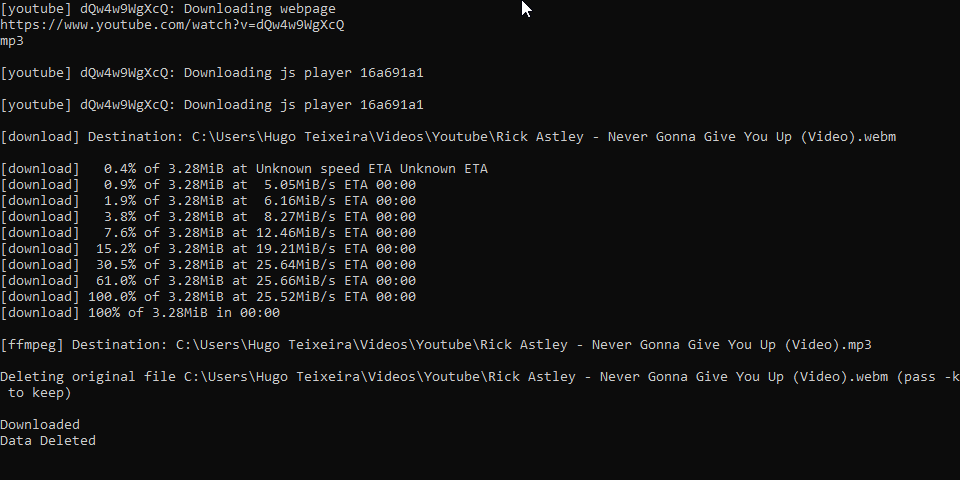 [youtube] dQw4w9WgXcQ: Downloading webpage
https://www.youtube.com/watch?v=dQw4w9WgXcQ
mp3
[youtube] dQw4w9WgXcQ: Downloading js player 16a691a1
[youtube] dQw4w9WgXcQ: Downloading js player 16a691a1
[download] Destination: C:\Users\Hugo Teixeira\Videos\Youtube\Rick Astley - Never Gonna Give You Up (Video).webm
[download]   0.4% of 3.28MiB at Unknown speed ETA Unknown ETA
[download]   0.9% of 3.28MiB at  5.05MiB/s ETA 00:00
[download]   1.9% of 3.28MiB at  6.16MiB/s ETA 00:00
[download]   3.8% of 3.28MiB at  8.27MiB/s ETA 00:00
[download]   7.6% of 3.28MiB at 12.46MiB/s ETA 00:00
[download]  15.2% of 3.28MiB at 19.21MiB/s ETA 00:00
[download]  30.5% of 3.28MiB at 25.64MiB/s ETA 00:00
[download]  61.0% of 3.28MiB at 25.66MiB/s ETA 00:00
[download] 100.0% of 3.28MiB at 25.52MiB/s ETA 00:00
[download] 100% of 3.28MiB in 00:00
[ffmpeg] Destination: C:\Users\Hugo Teixeira\Videos\Youtube\Rick Astley - Never Gonna Give You Up (Video).mp3
Deleting original file C:\Users\Hugo Teixeira\Videos\Youtube\Rick Astley - Never Gonna Give You Up (Video).webm (pass -k
 to keep)
Downloaded
Data Deleted